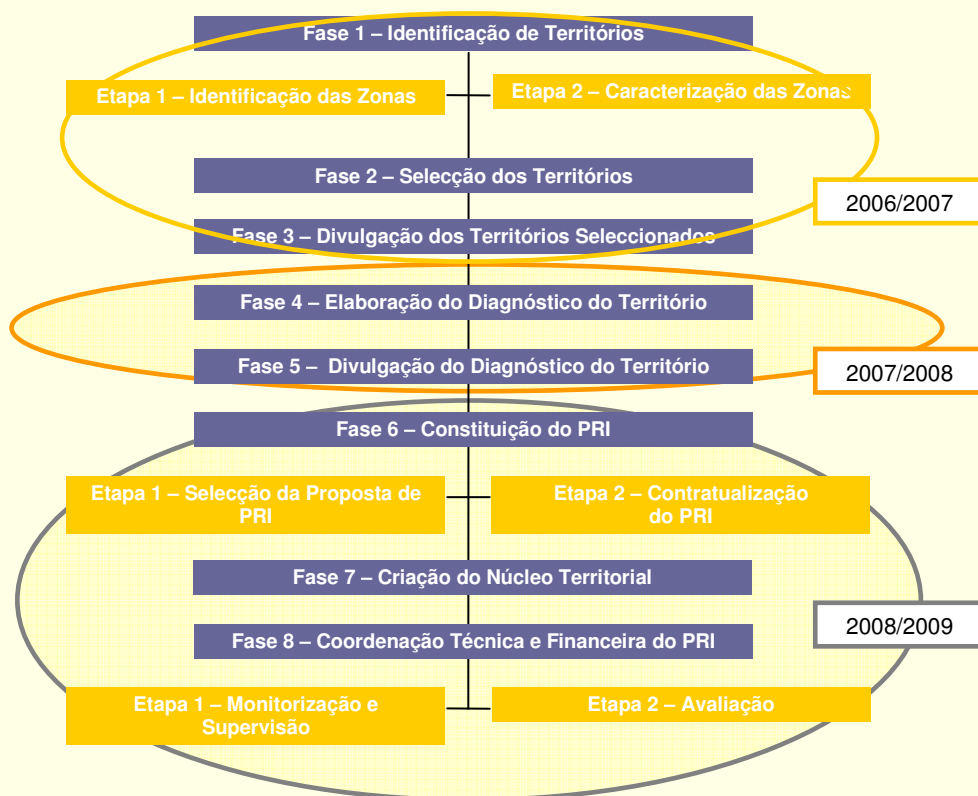 Fase 1 – Identificação de Territórios
Etapa 1 – Identificação das Zonas
Etapa 2 – Caracterização das Zonas
Fase 2 – Selecção dos Territórios
2006/2007
Fase 3 – Divulgação dos Territórios Seleccionados
Fase 4 – Elaboração do Diagnóstico do Território
Fase 5 – Divulgação do Diagnóstico do Território
2007/2008
Fase 6 – Constituição do PRI
Etapa 1 – Selecção da Proposta de
PRI
Etapa 2 – Contratualização
do PRI
Fase 7 – Criação do Núcleo Territorial
2008/2009
Fase 8 – Coordenação Técnica e Financeira do PRI
Etapa 1 – Monitorização e
Supervisão
Etapa 2 – Avaliação